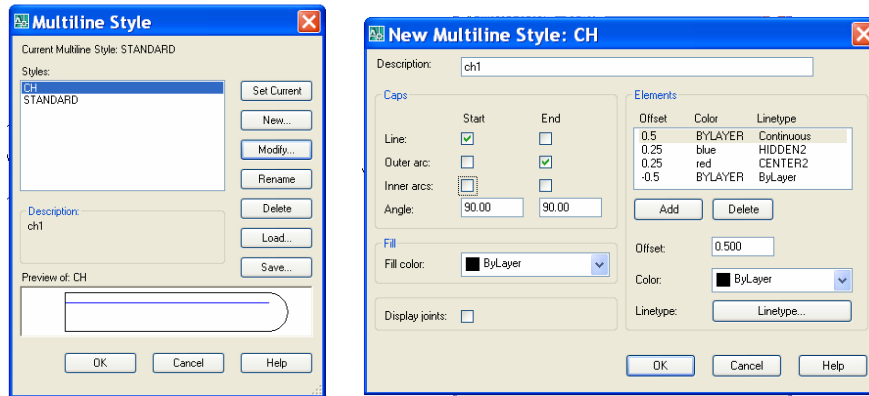 Multiline Style
Current Multiline Style: STANDARD
Styles:
CH
STANDARD
Set Current
New...
Modify...
Rename
Delete
Load...
Save...
Description:
ch1
Preview of: CH
OK Cancel Help
New Multiline Style: CH
Description: ch1
Caps
Start End
Line:
Outer arc:
Inner arcs:
Angle: 90.00 90.00
Fill
Fill color: ByLayer
Display joints:
Elements
Offset Color Linetype
0.5 BYLAYER Continuous
0.25 blue HIDDEN2
0.25 red CENTER2
-0.5 BYLAYER ByLayer
Add Delete
Offset: 0.500
Color: ByLayer
Linetype: Linetype...
OK Cancel Help